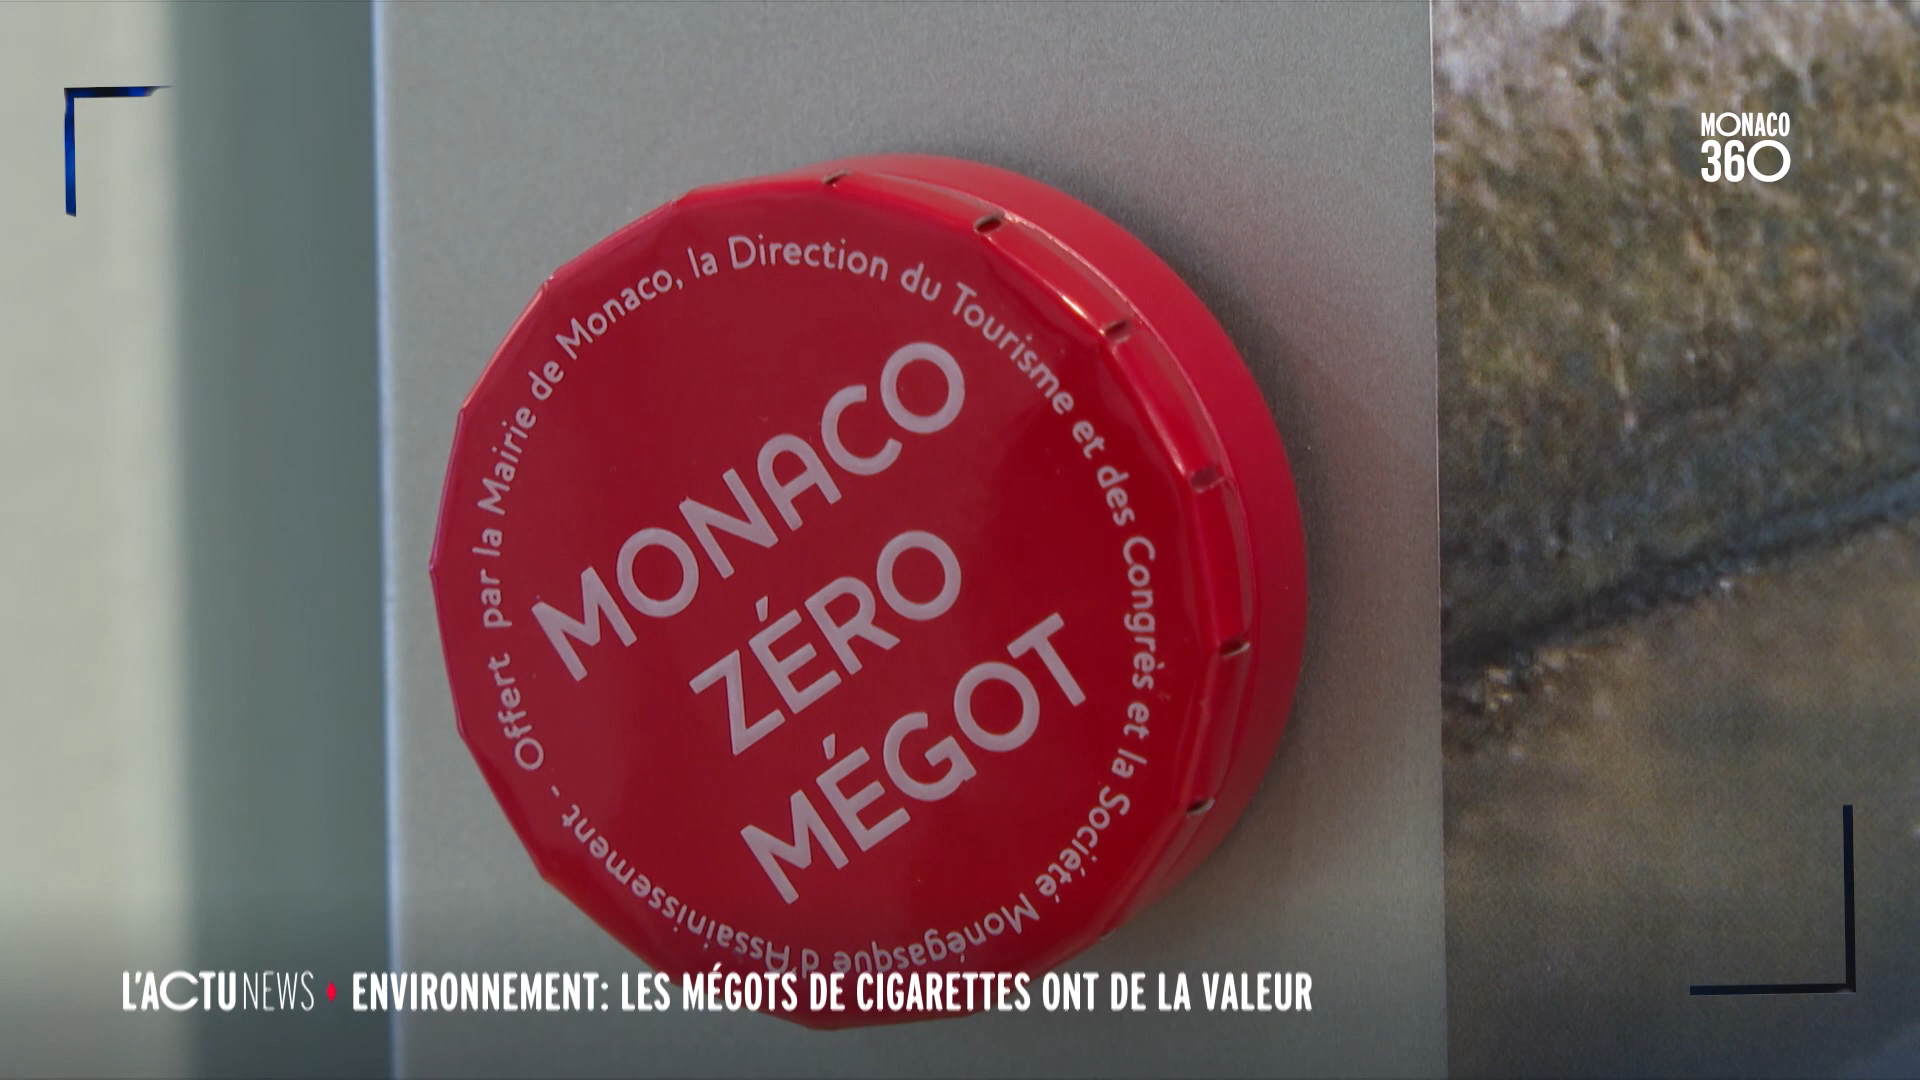 MONACO
360
Offert par la Mairie de Monaco, la Direction du Tourisme et des Congrès et la Société Monégasque d'Assainissement -
MONACO
ZÉRO
MÉGOT
L'ACTU NEWS ♦ ENVIRONNEMENT: LES MÉGOTS DE CIGARETTES ONT DE LA VALEUR